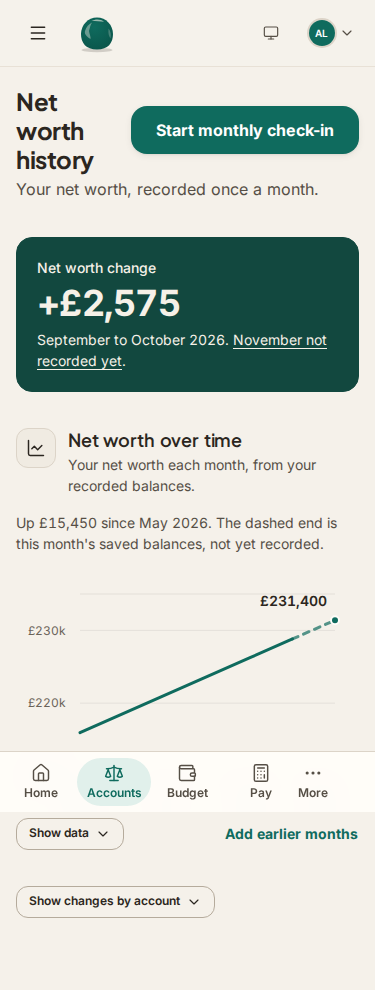 AL
Net
worth
history
Start monthly check-in
Your net worth, recorded once a month.
Net worth change
+£2,575
September to October 2026. November not
recorded yet.
Net worth over time
Your net worth each month, from your
recorded balances.
Up £15,450 since May 2026. The dashed end is
this month's saved balances, not yet recorded.
£231,400
£230k
£220k
Home
Accounts
Budget
Pay
More
Show data
Add earlier months
Show changes by account